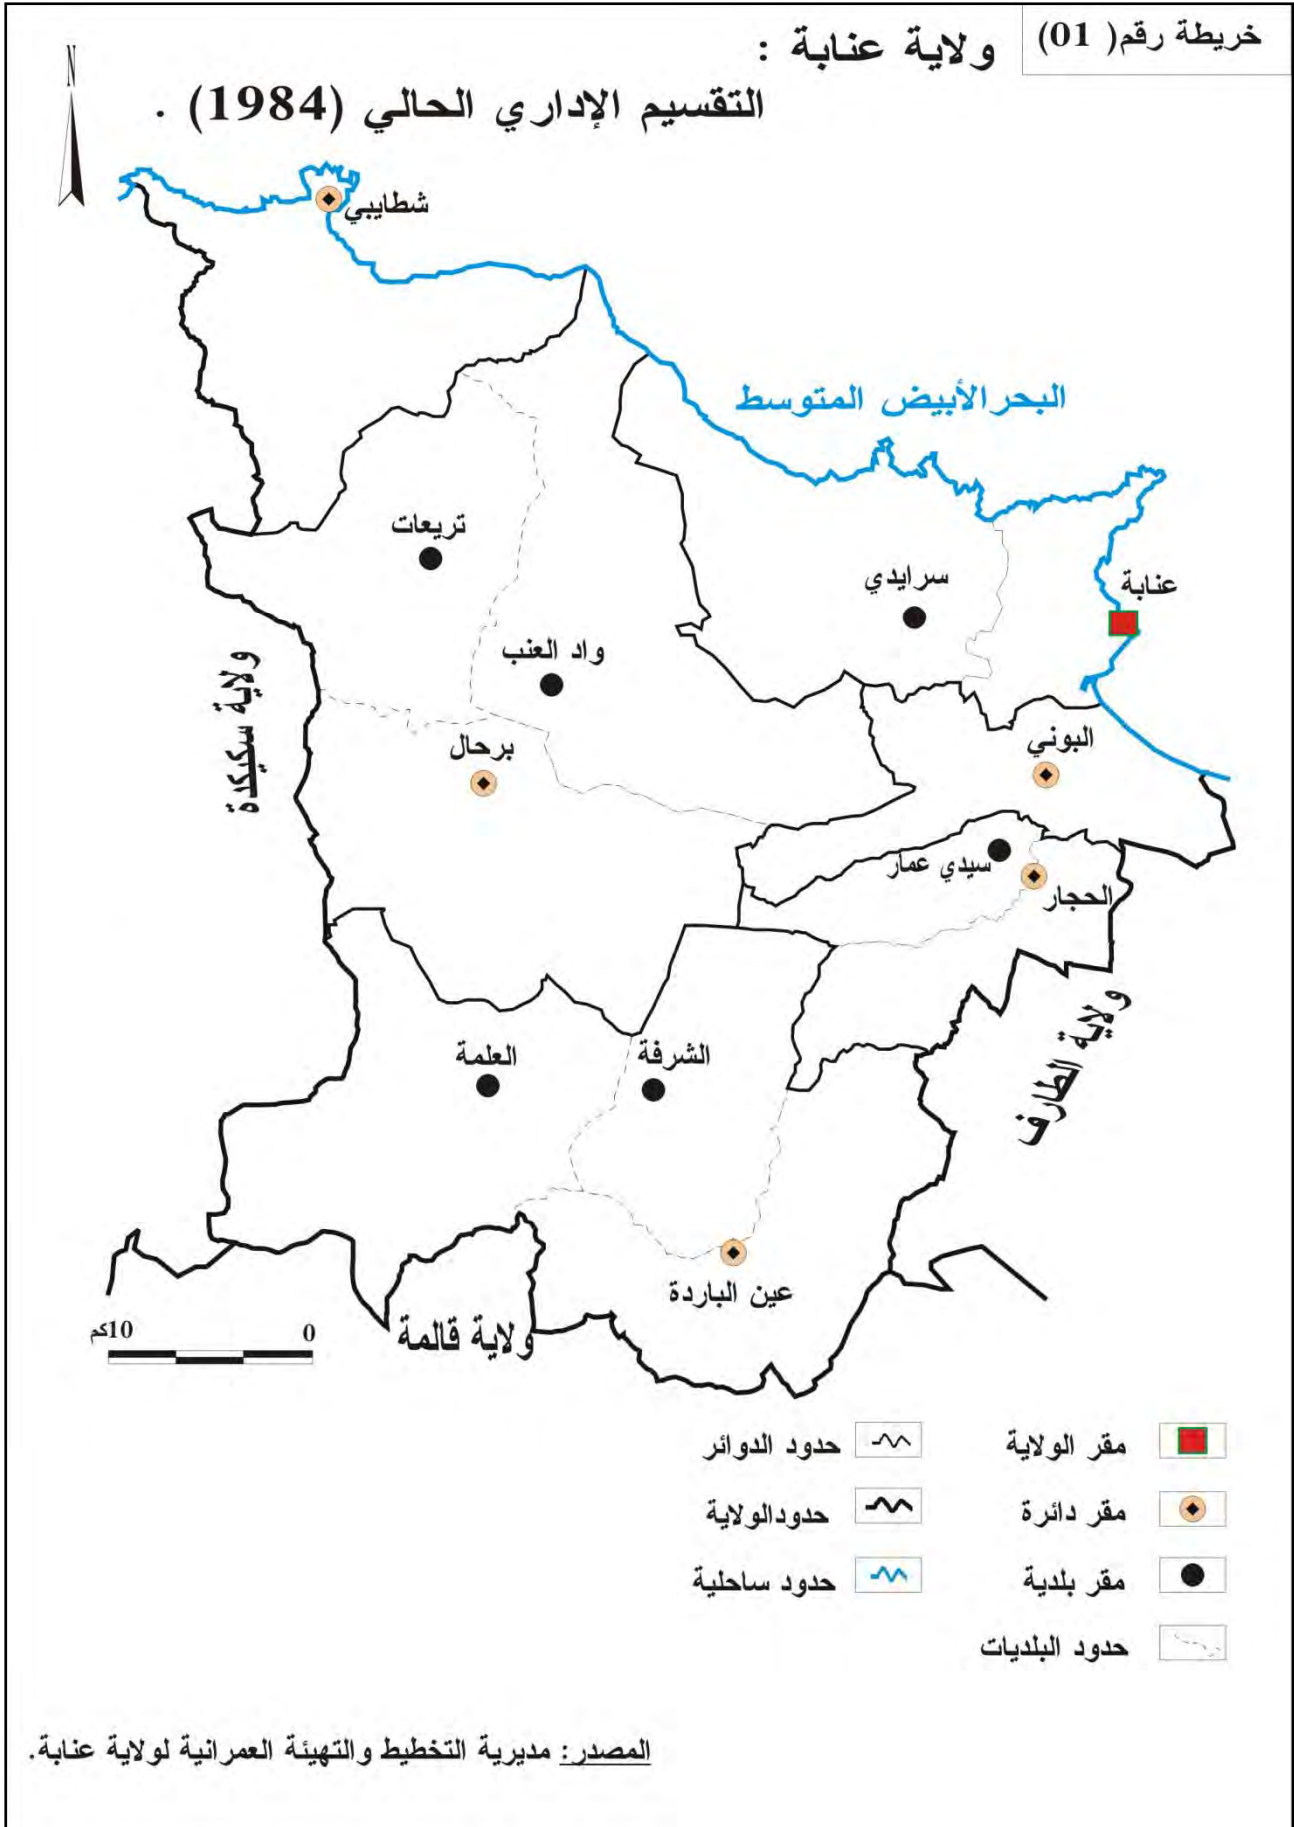 خريطة رقم( 01)
ولاية عنابة :
التقسيم الإداري الحالي (1984) .
N
شطايبي
البحر الأبيض المتوسط
تريعات
سرايدي
عنابة
واد العنب
ولاية سكيكدة
برحال
البوني
سيدي عمار
الحجار
ولاية الطارف
العلمة
الشرفة
عين الباردة
ولاية قالمة
10كم
0
مقر الولاية
حدود الدوائر
مقر دائرة
حدودالولاية
مقر بلدية
حدود ساحلية
حدود البلديات
المصدر: مديرية التخطيط والتهيئة العمرانية لولاية عنابة.